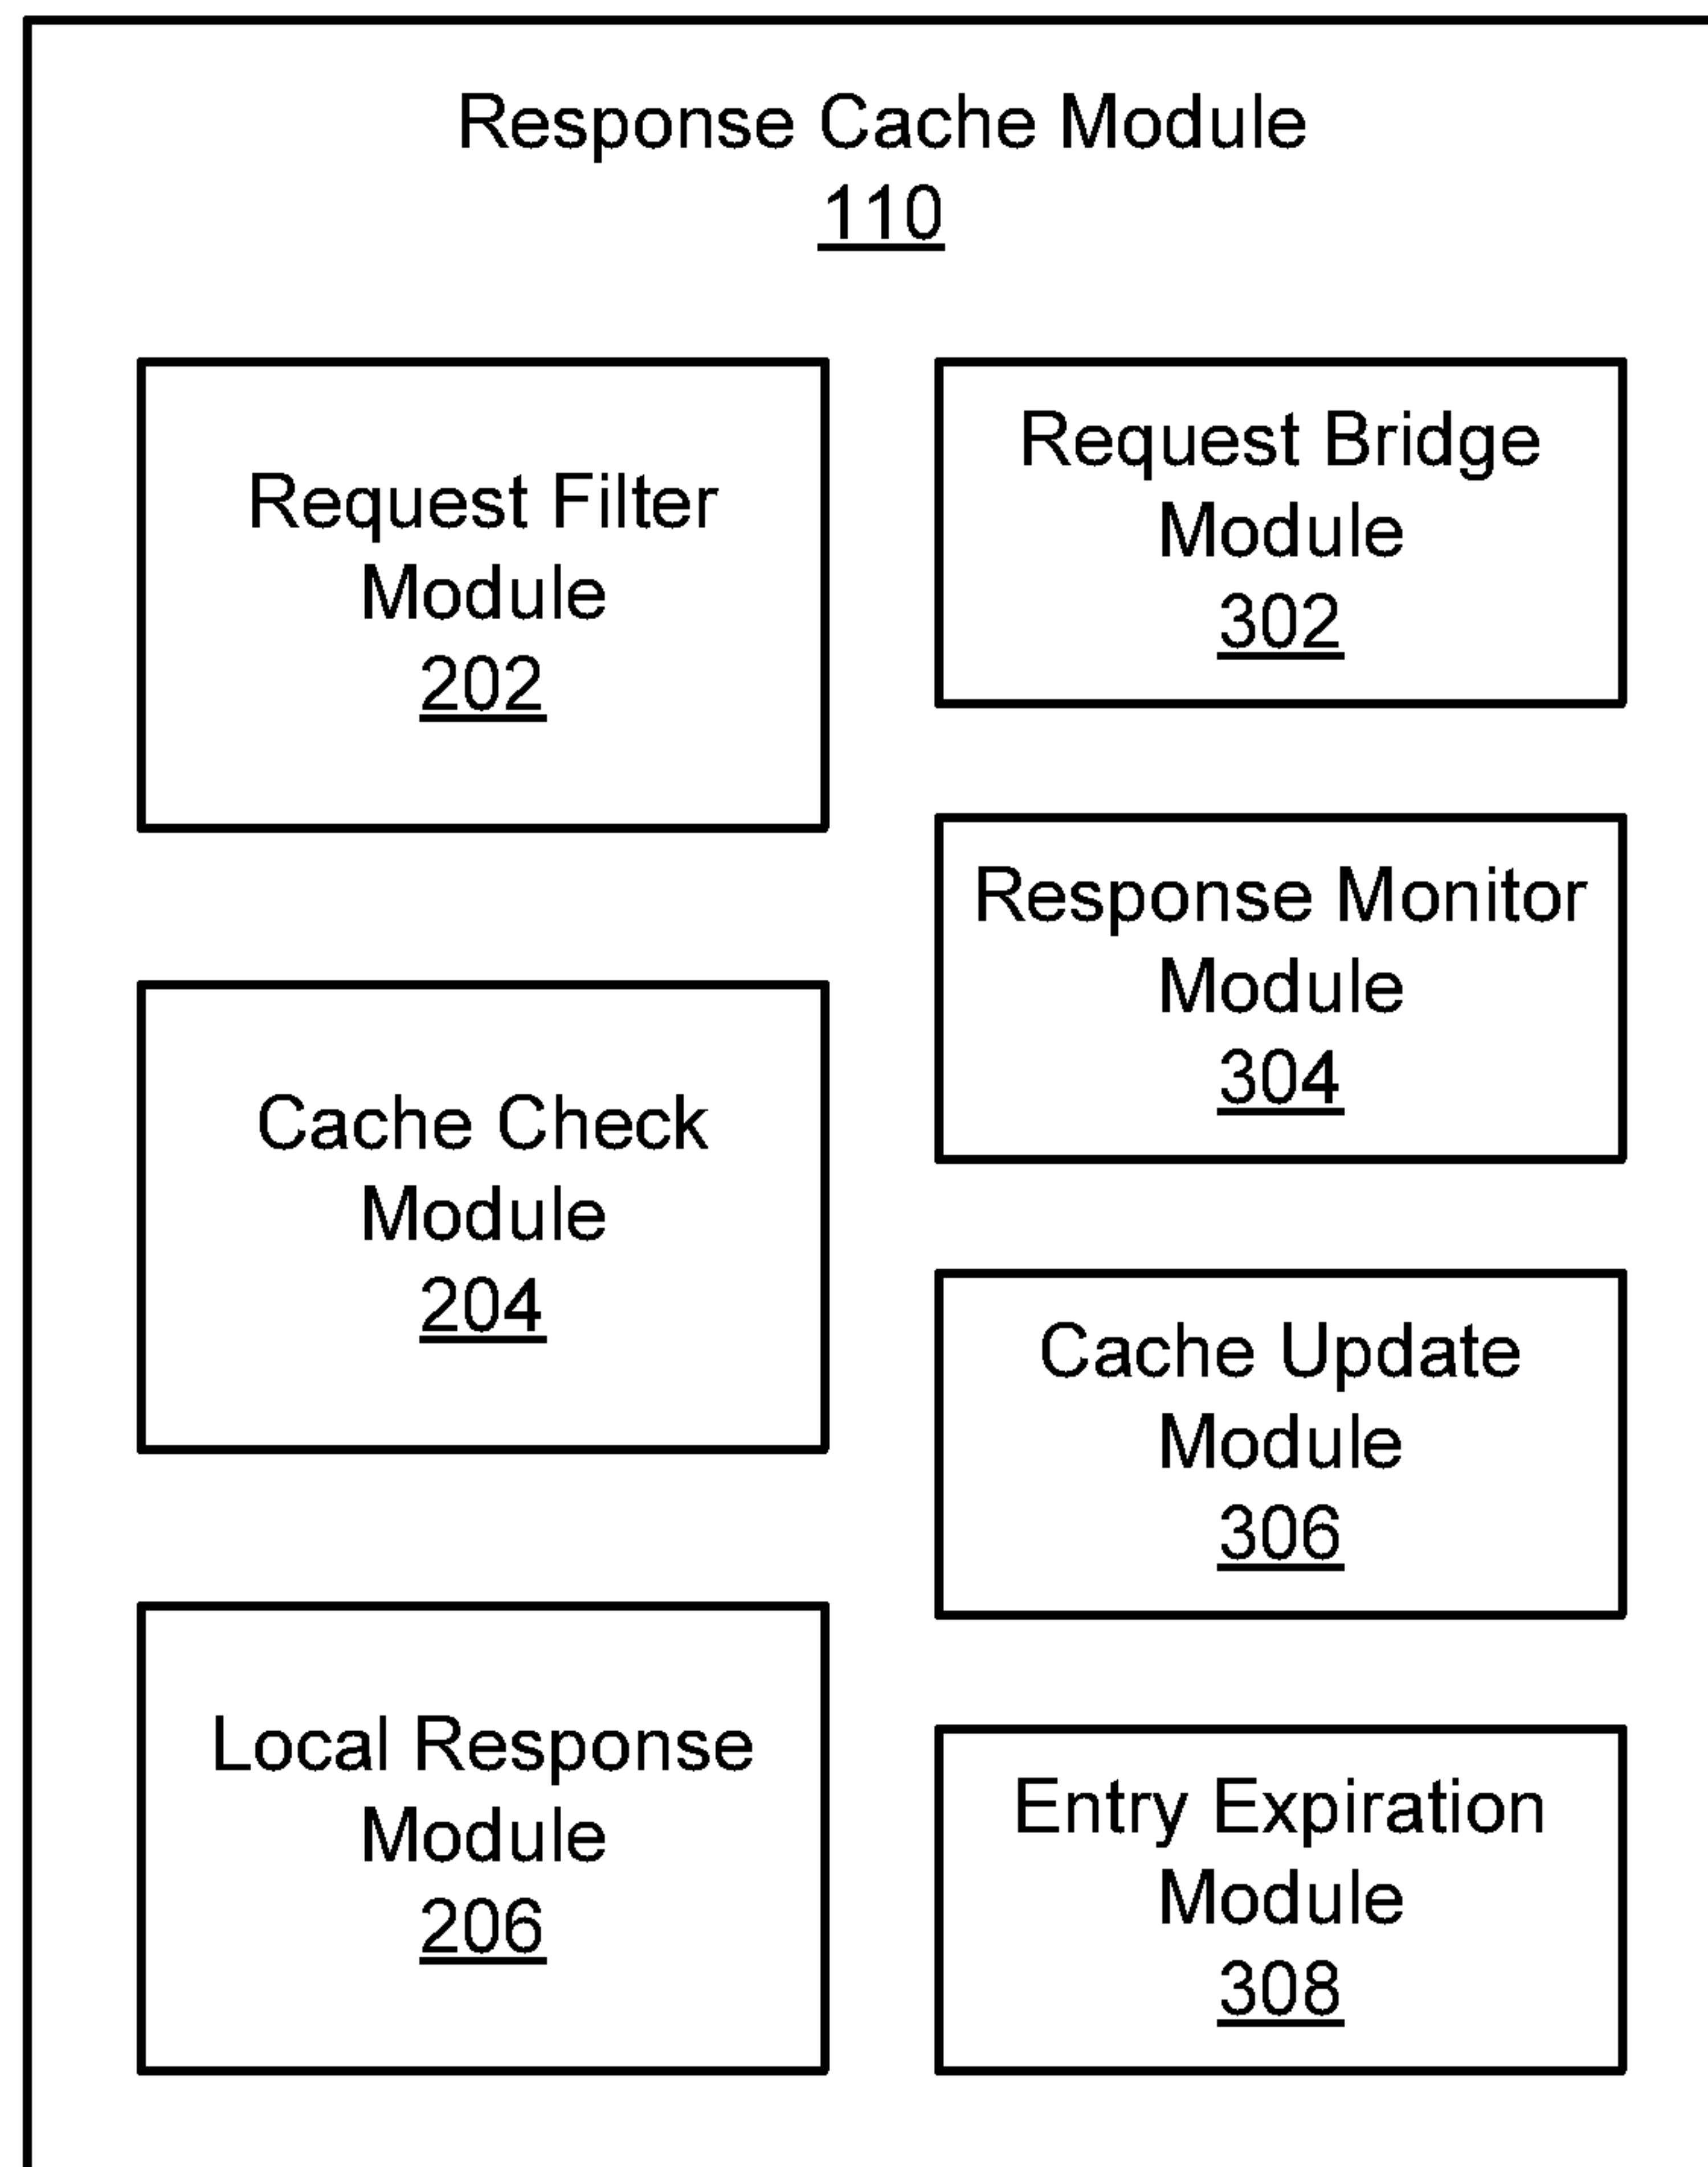 Response Cache Module
110
Request Filter
Module
202
Cache Check
Module
204
Local Response
Module
206
Request Bridge
Module
302
Response Monitor
Module
304
Cache Update
Module
306
Entry Expiration
Module
308